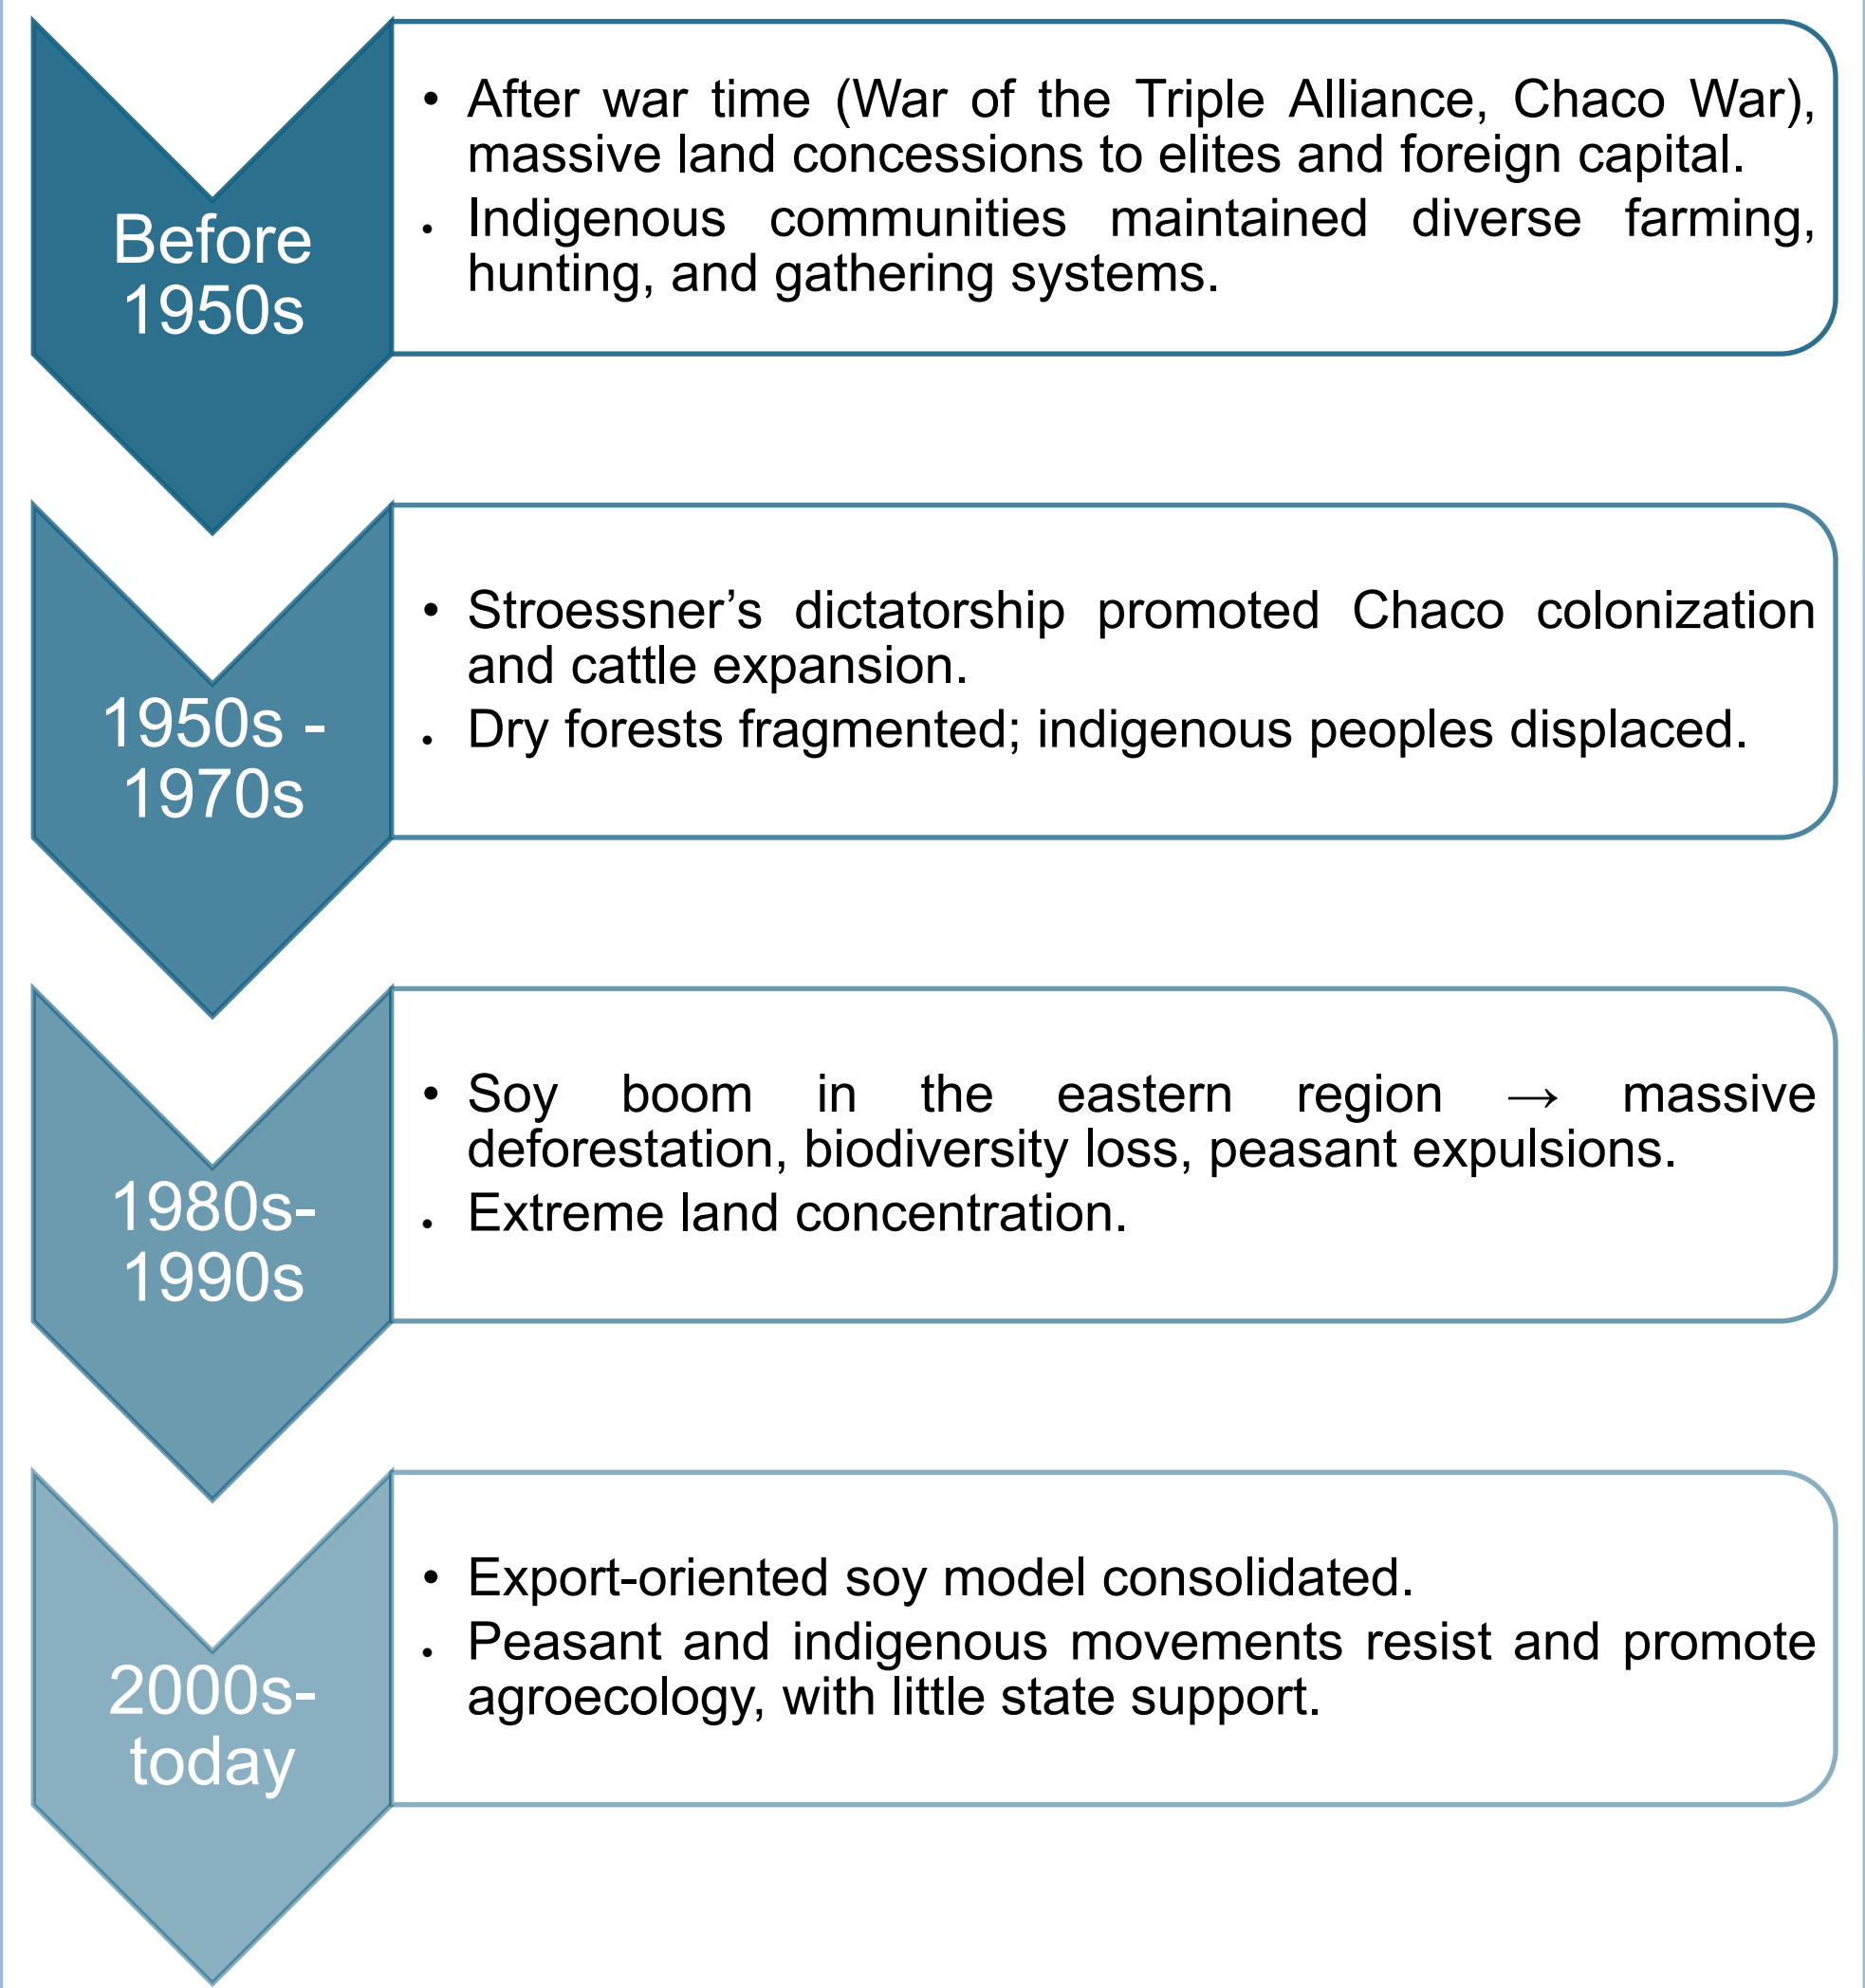 Before
1950s
• After war time (War of the Triple Alliance, Chaco War),
massive land concessions to elites and foreign capital.
• Indigenous communities maintained diverse farming,
hunting, and gathering systems.
1950s -
1970s
• Stroessner’s dictatorship promoted Chaco colonization
and cattle expansion.
• Dry forests fragmented; indigenous peoples displaced.
1980s-
1990s
• Soy boom in the eastern region → massive
deforestation, biodiversity loss, peasant expulsions.
• Extreme land concentration.
2000s-
today
• Export-oriented soy model consolidated.
• Peasant and indigenous movements resist and promote
agroecology, with little state support.